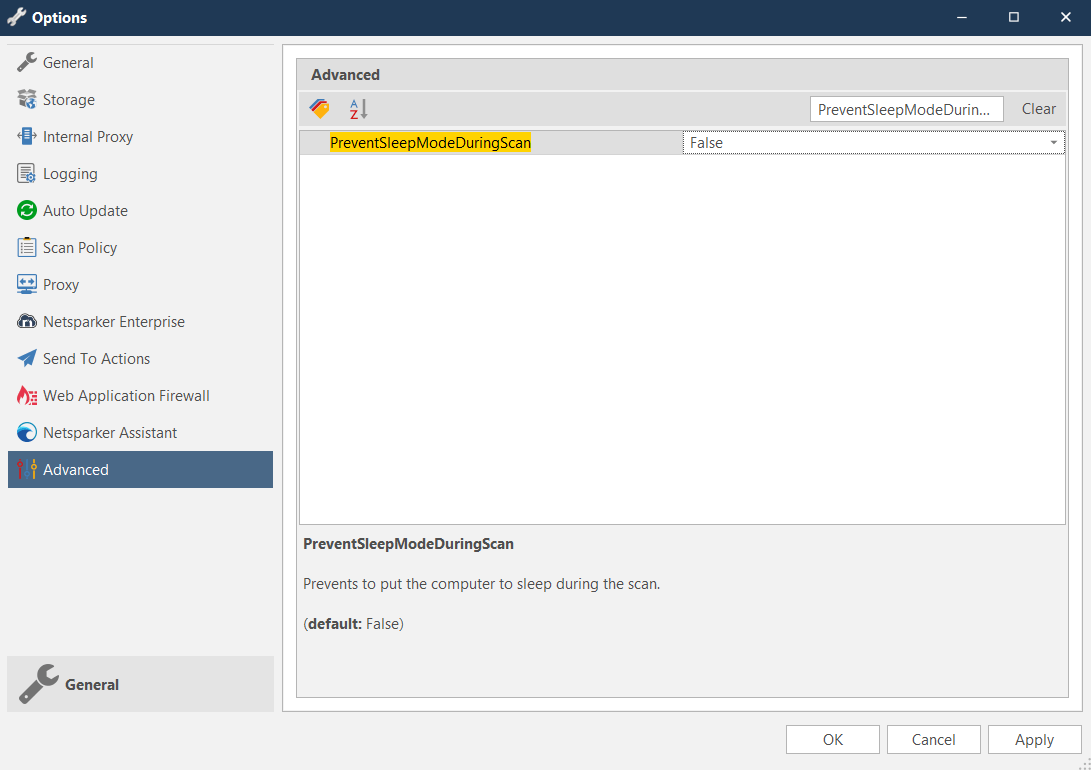 Options
General
Storage
Internal Proxy
Logging
Auto Update
Scan Policy
Proxy
Netsparker Enterprise
Send To Actions
Web Application Firewall
Netsparker Assistant
Advanced
General
Advanced
A
Z
PreventSleepModeDurin...
Clear
PreventSleepModeDuringScan
False
PreventSleepModeDuringScan
Prevents to put the computer to sleep during the scan.
(default: False)
OK
Cancel
Apply